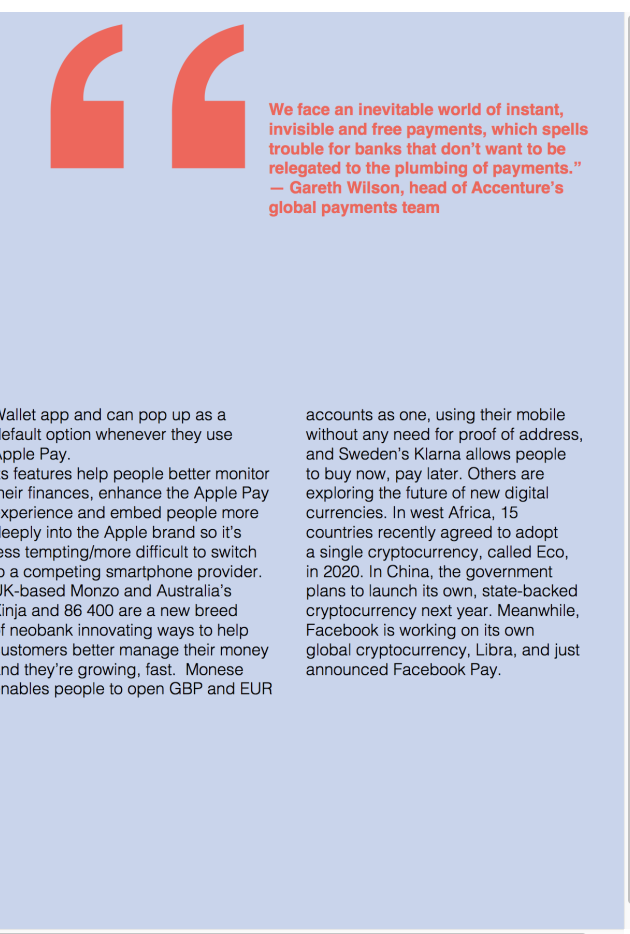 “
We face an inevitable world of instant,
invisible and free payments, which spells
trouble for banks that don’t want to be
relegated to the plumbing of payments.”
— Gareth Wilson, head of Accenture’s
global payments team
Wallet app and can pop up as a
default option whenever they use
Apple Pay.
ts features help people better monitor
their finances, enhance the Apple Pay
experience and embed people more
deeply into the Apple brand so it’s
ess tempting/more difficult to switch
to a competing smartphone provider.
UK-based Monzo and Australia’s
Xinja and 86 400 are a new breed
of neobank innovating ways to help
customers better manage their money
and they’re growing, fast.  Monese
enables people to open GBP and EUR
accounts as one, using their mobile
without any need for proof of address,
and Sweden’s Klarna allows people
to buy now, pay later. Others are
exploring the future of new digital
currencies. In west Africa, 15
countries recently agreed to adopt
a single cryptocurrency, called Eco,
in 2020. In China, the government
plans to launch its own, state-backed
cryptocurrency next year. Meanwhile,
Facebook is working on its own
global cryptocurrency, Libra, and just
announced Facebook Pay.